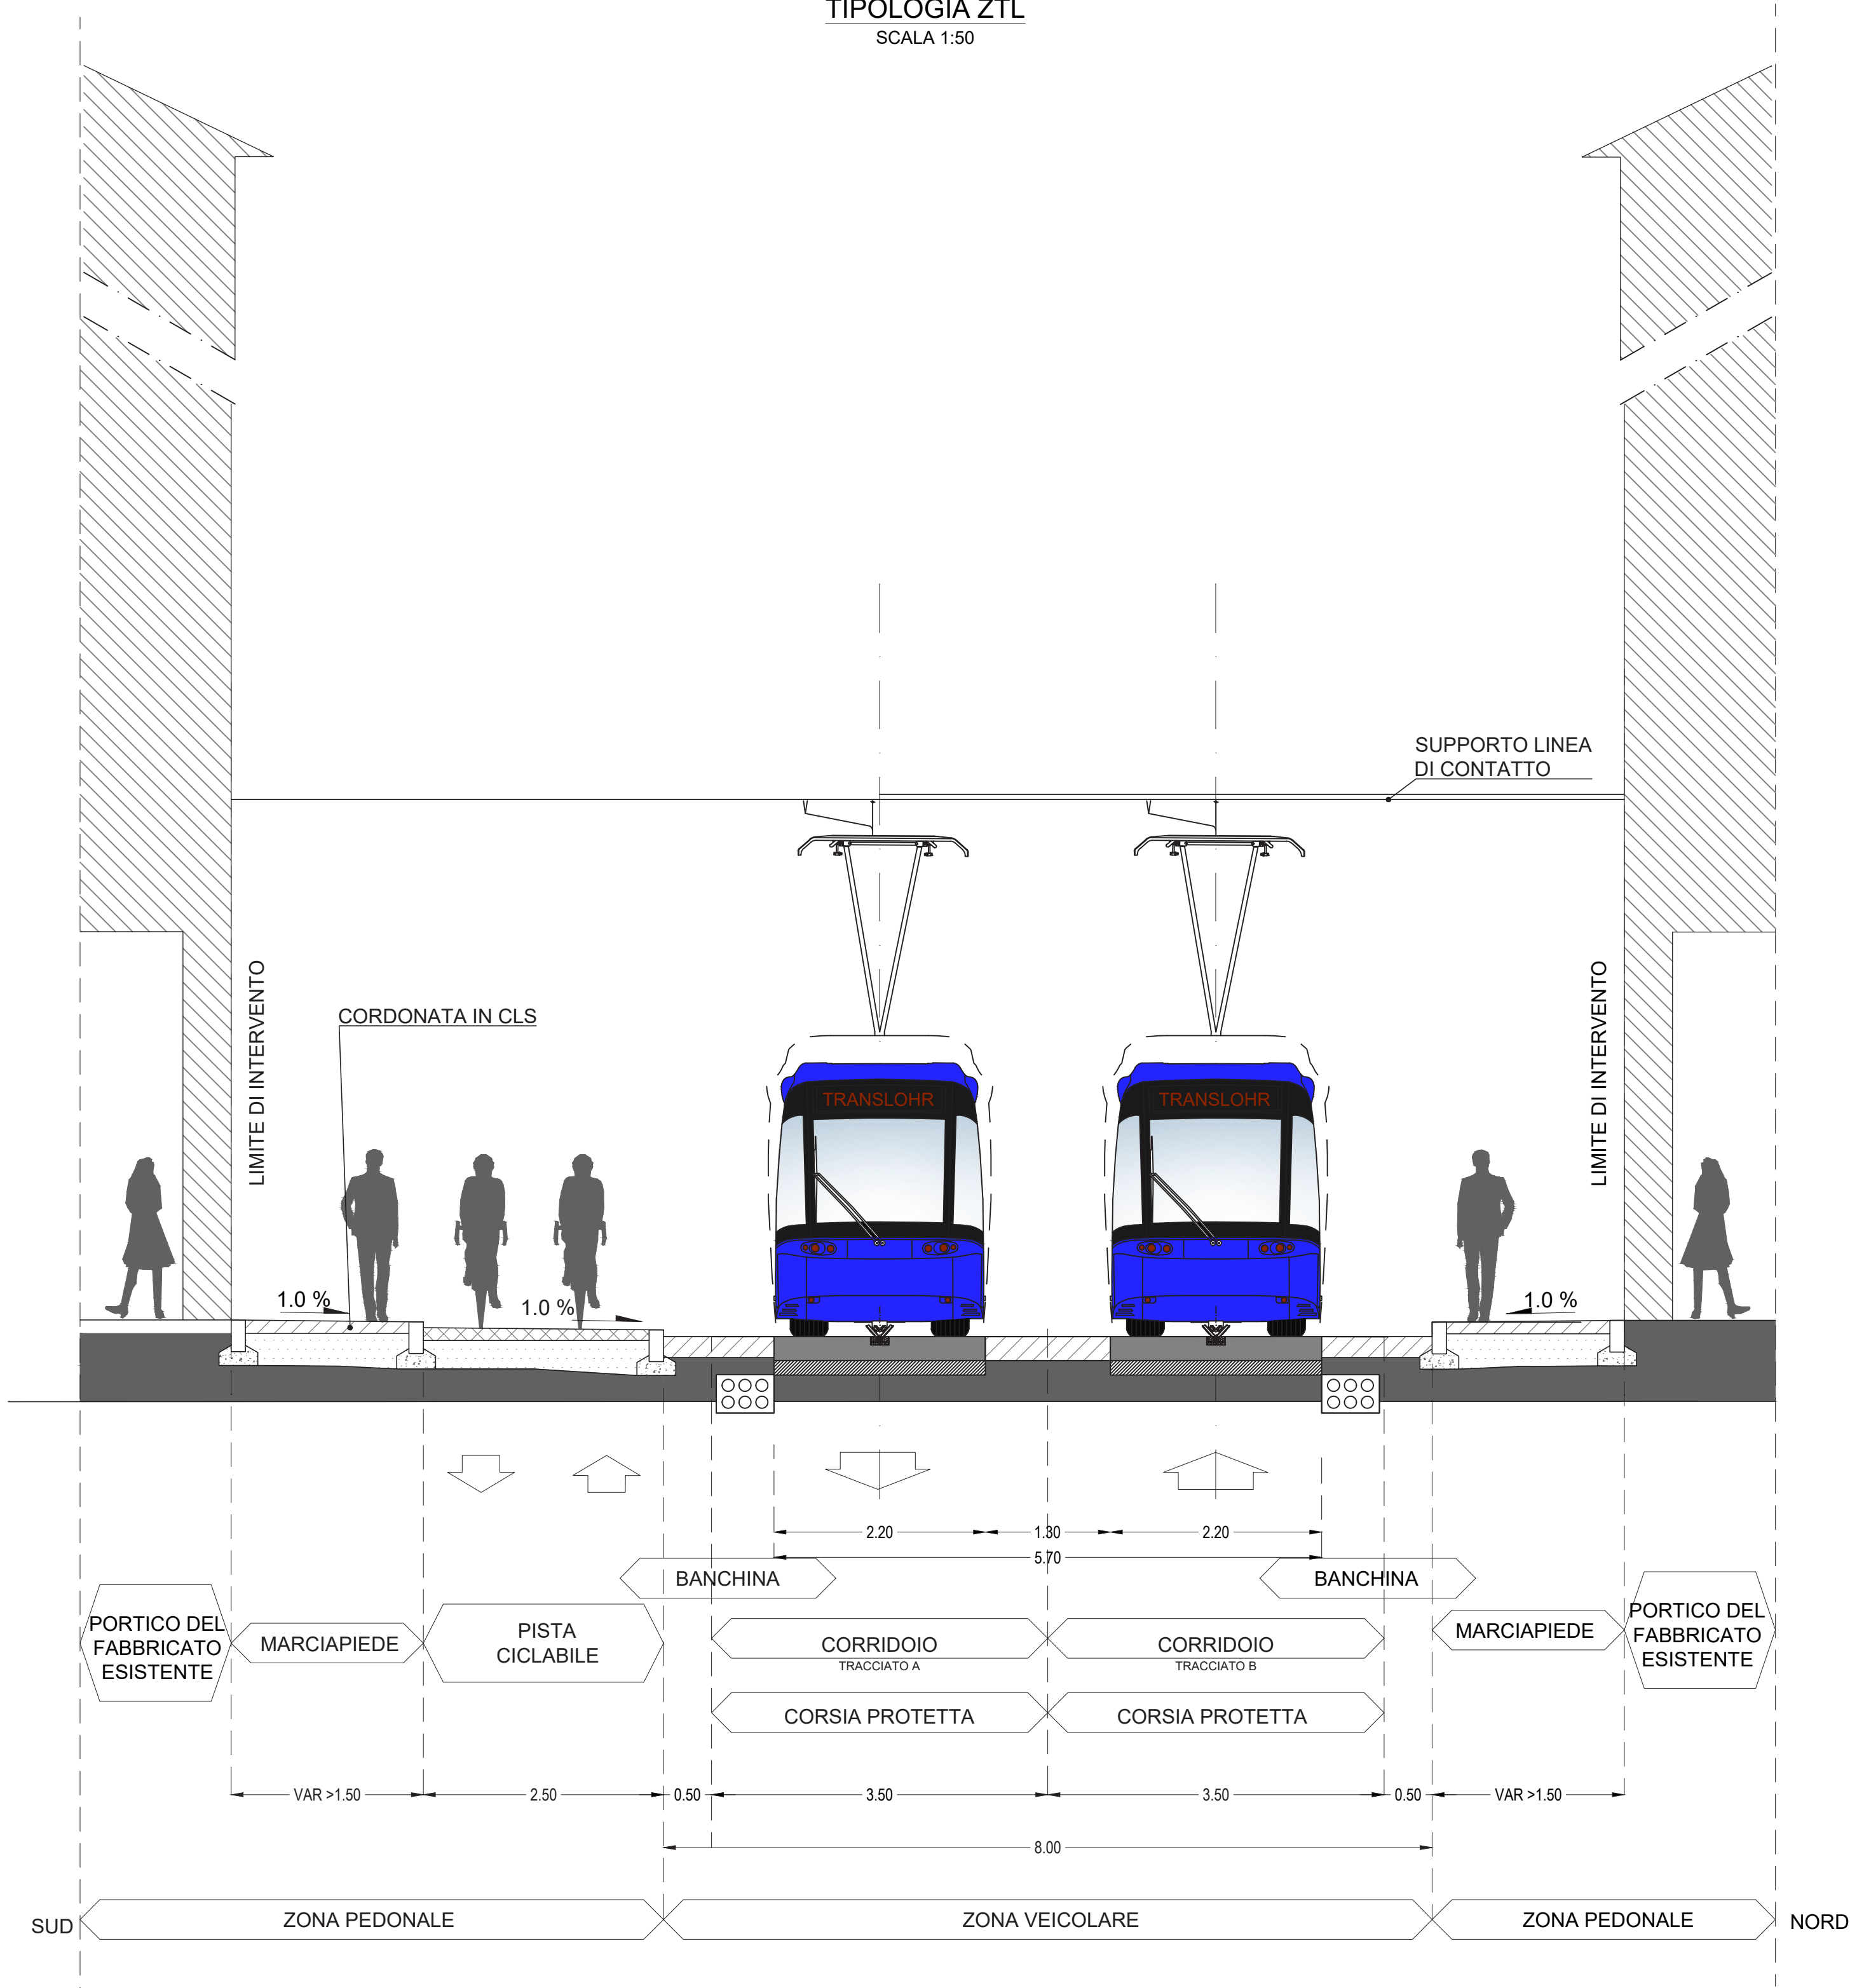 TIPOLOGIA ZTL
SCALA 1:50
SUPPORTO LINEA
DI CONTATTO
LIMITE DI INTERVENTO
CORDONATA IN CLS
LIMITE DI INTERVENTO
TRANSLOHR
TRANSLOHR
1.0 %
1.0 %
1.0 %
2.20
1.30
2.20
5.70
BANCHINA
BANCHINA
PORTICO DEL
FABBRICATO
ESISTENTE
MARCIAPIEDE
PISTA
CICLABILE
CORRIDOIO
TRACCIATO A
CORRIDOIO
TRACCIATO B
MARCIAPIEDE
PORTICO DEL
FABBRICATO
ESISTENTE
CORSIA PROTETTA
CORSIA PROTETTA
VAR >1.50
2.50
0.50
3.50
3.50
0.50
VAR >1.50
8.00
SUD
ZONA PEDONALE
ZONA VEICOLARE
ZONA PEDONALE
NORD